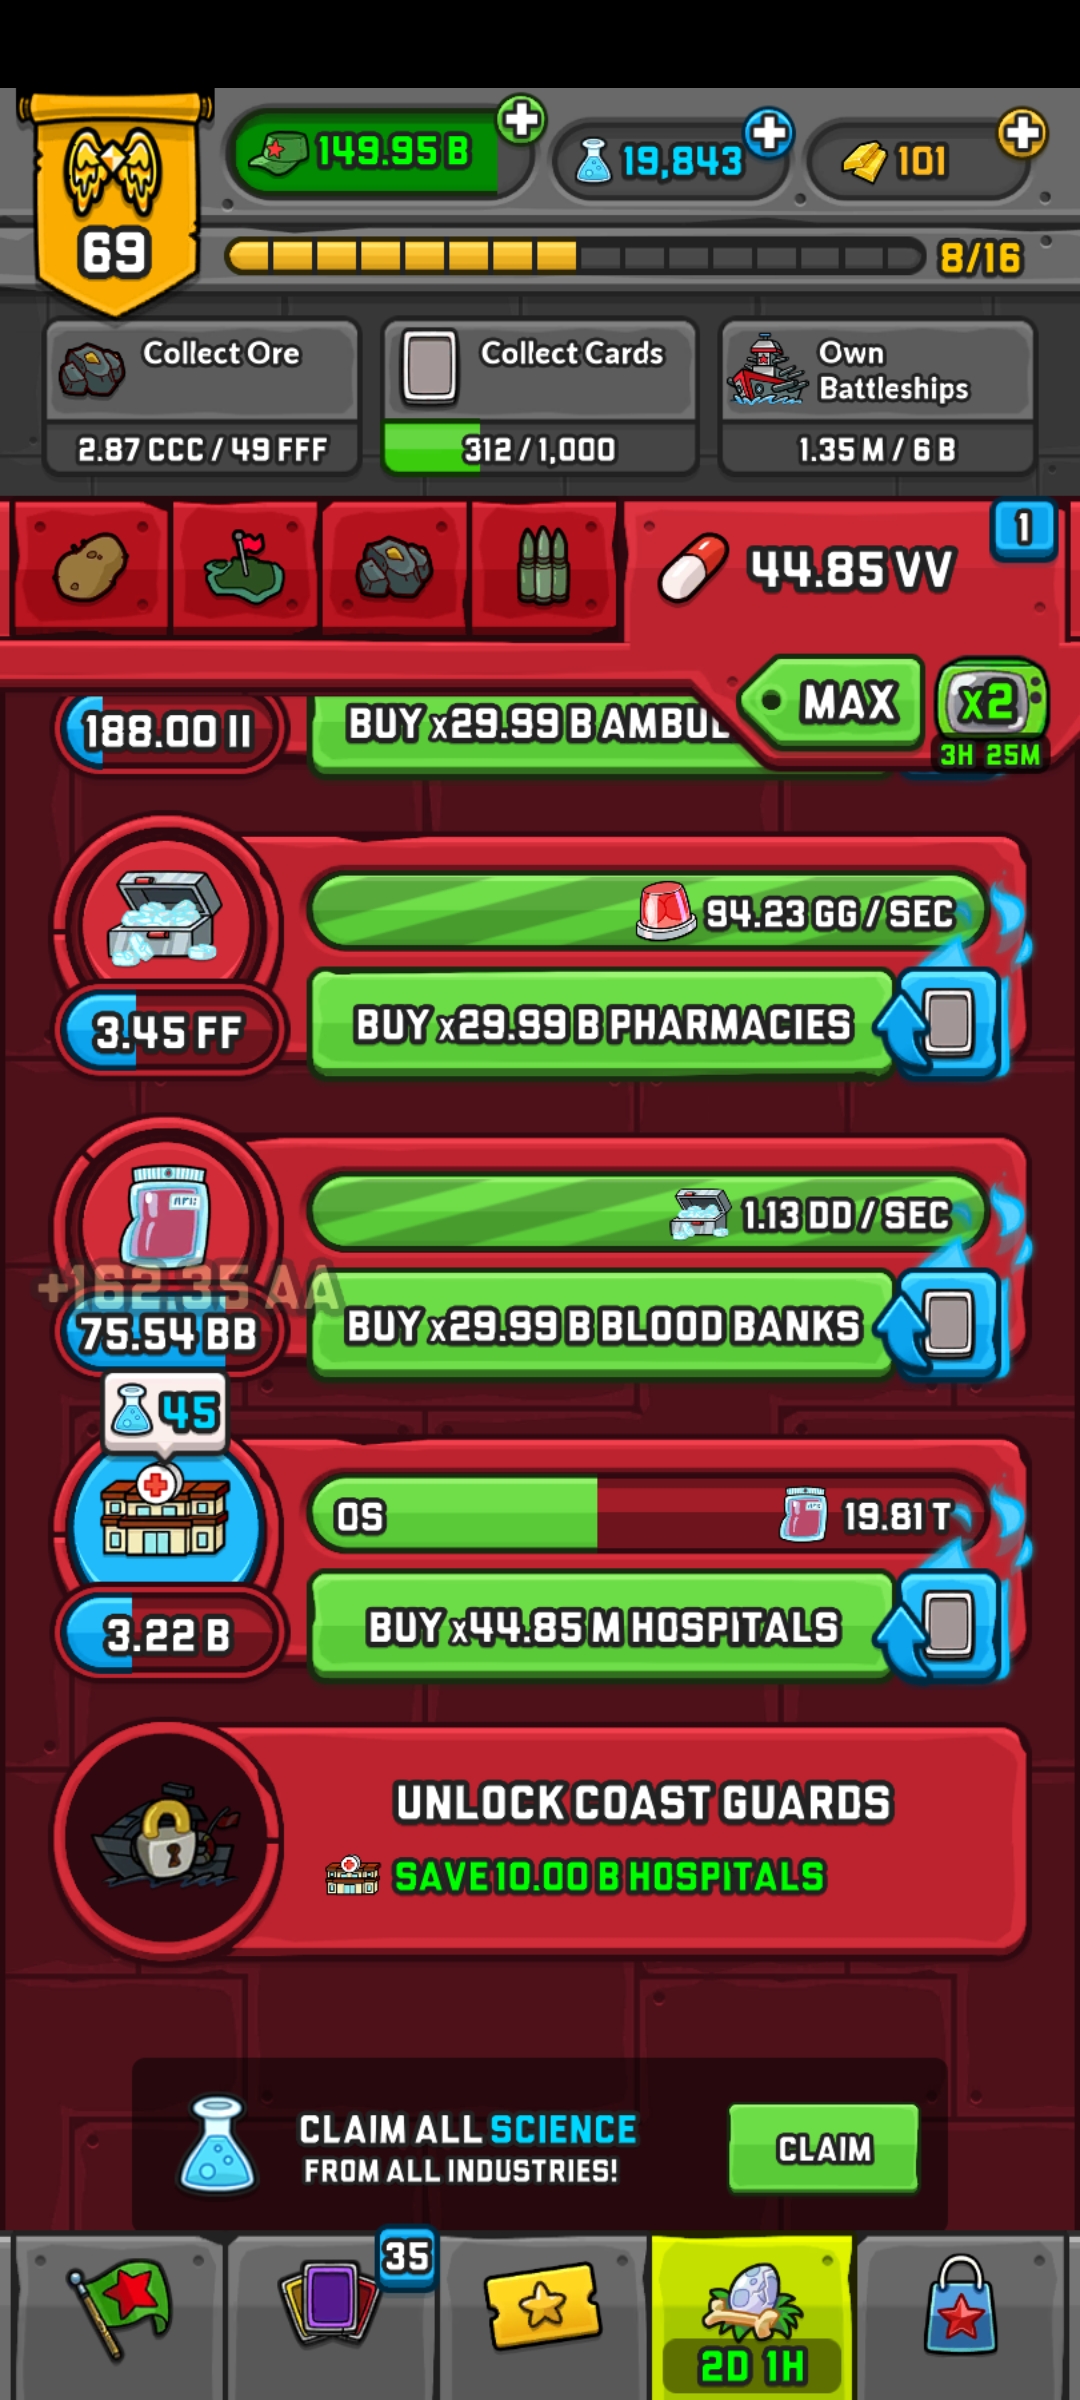 69
149.95 B
19,843
101
8/16
Collect Ore
2.87 CCC / 49 FFF
Collect Cards
312 / 1,000
Own
Battleships
1.35 M / 6 B
44.85 VV
1
MAX
x2
3H 25M
188.00 II
BUY x29.99 B AMBUL
94.23 GG / SEC
3.45 FF
BUY x29.99 B PHARMACIES
1.13 DD / SEC
+162.35 AA
75.54 BB
BUY x29.99 B BLOOD BANKS
45
0S
19.81 T
3.22 B
BUY x44.85 M HOSPITALS
UNLOCK COAST GUARDS
SAVE 10.00 B HOSPITALS
CLAIM ALL SCIENCE
FROM ALL INDUSTRIES!
CLAIM
35
2D 1H